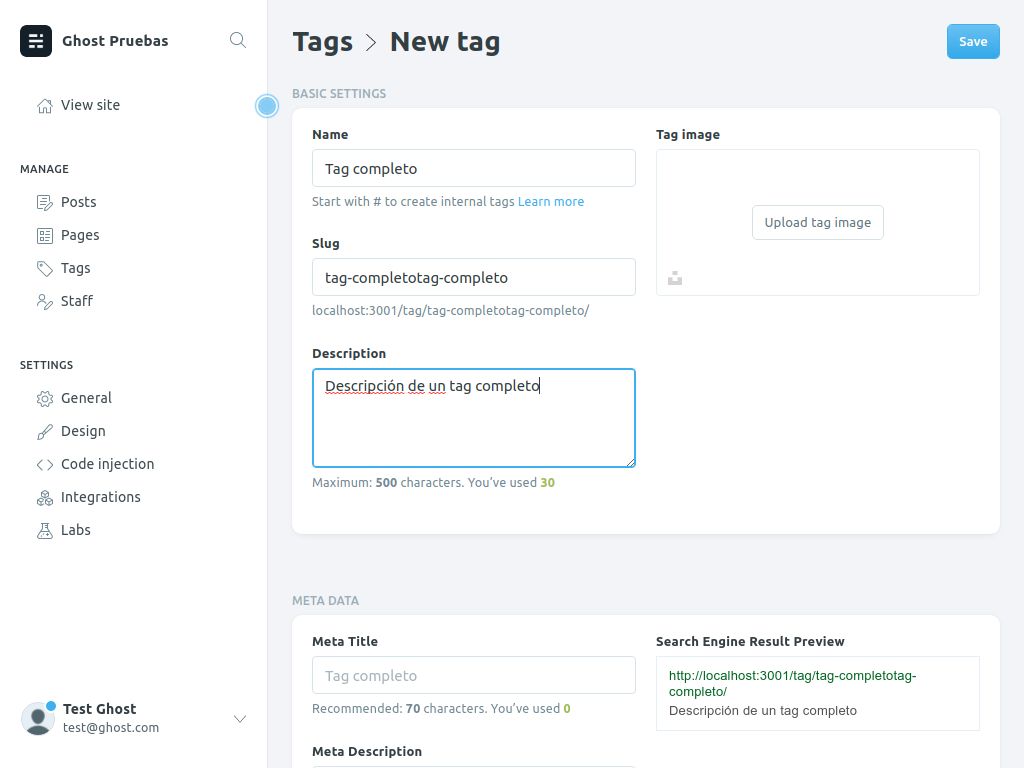 Ghost Pruebas
View site
MANAGE
Posts
Pages
Tags
Staff
SETTINGS
General
Design
Code injection
Integrations
Labs
Test Ghost
test@ghost.com
Tags > New tag
Save
BASIC SETTINGS
Name
Tag completo
Start with # to create internal tags Learn more
Slug
tag-completotag-completo
localhost:3001/tag/tag-completotag-completo/
Description
Descripción de un tag completo
Maximum: 500 characters. You've used 30
Tag image
Upload tag image
META DATA
Meta Title
Tag completo
Recommended: 70 characters. You've used 0
Meta Description
Search Engine Result Preview
http://localhost:3001/tag/tag-completotag-
completo/
Descripción de un tag completo